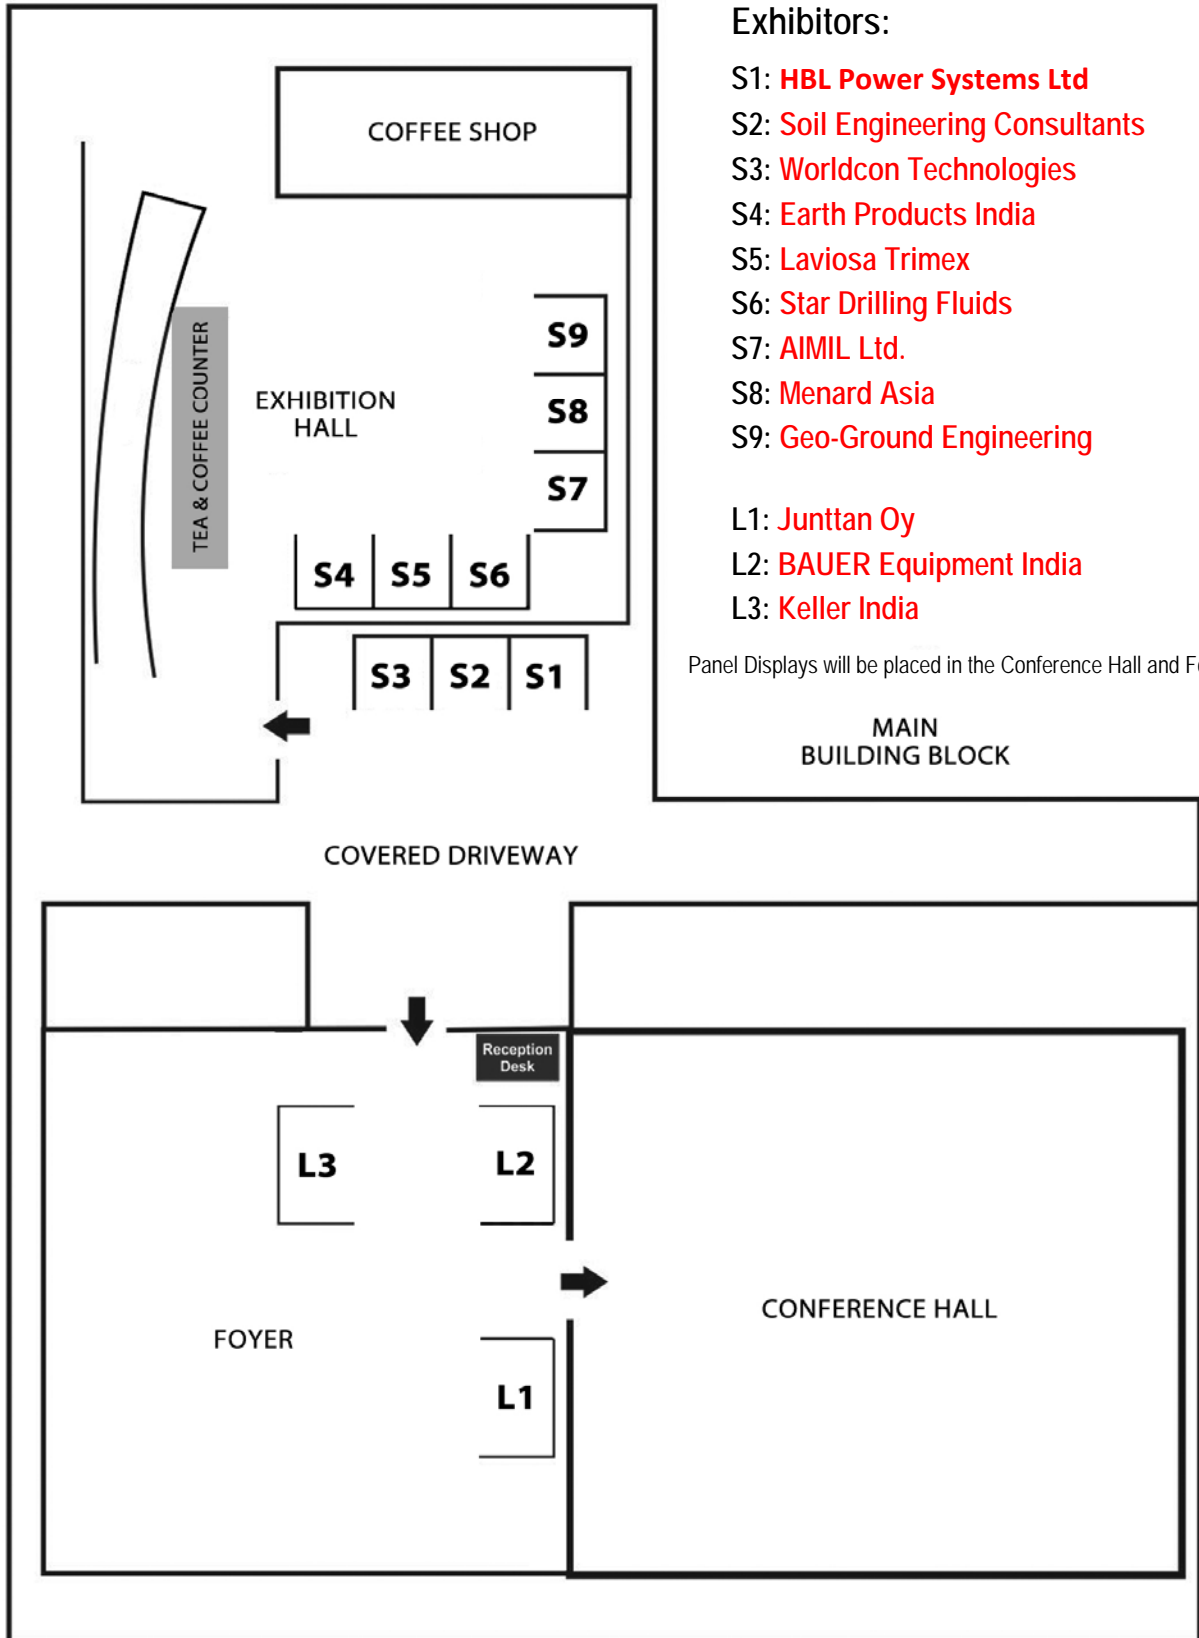 Exhibitors:
S1: HBL Power Systems Ltd
S2: Soil Engineering Consultants
S3: Worldcon Technologies
S4: Earth Products India
S5: Laviosa Trimex
S6: Star Drilling Fluids
S7: AIMIL Ltd.
S8: Menard Asia
S9: Geo-Ground Engineering
L1: Junttan Oy
L2: BAUER Equipment India
L3: Keller India
Panel Displays will be placed in the Conference Hall and
COFFEE SHOP
TEA & COFFEE COUNTER
EXHIBITION
HALL
S9
S8
S7
S4 S5 S6
S3 S2 S1
MAIN
BUILDING BLOCK
COVERED DRIVEWAY
Reception
Desk
L3
L2
FOYER
CONFERENCE HALL
L1